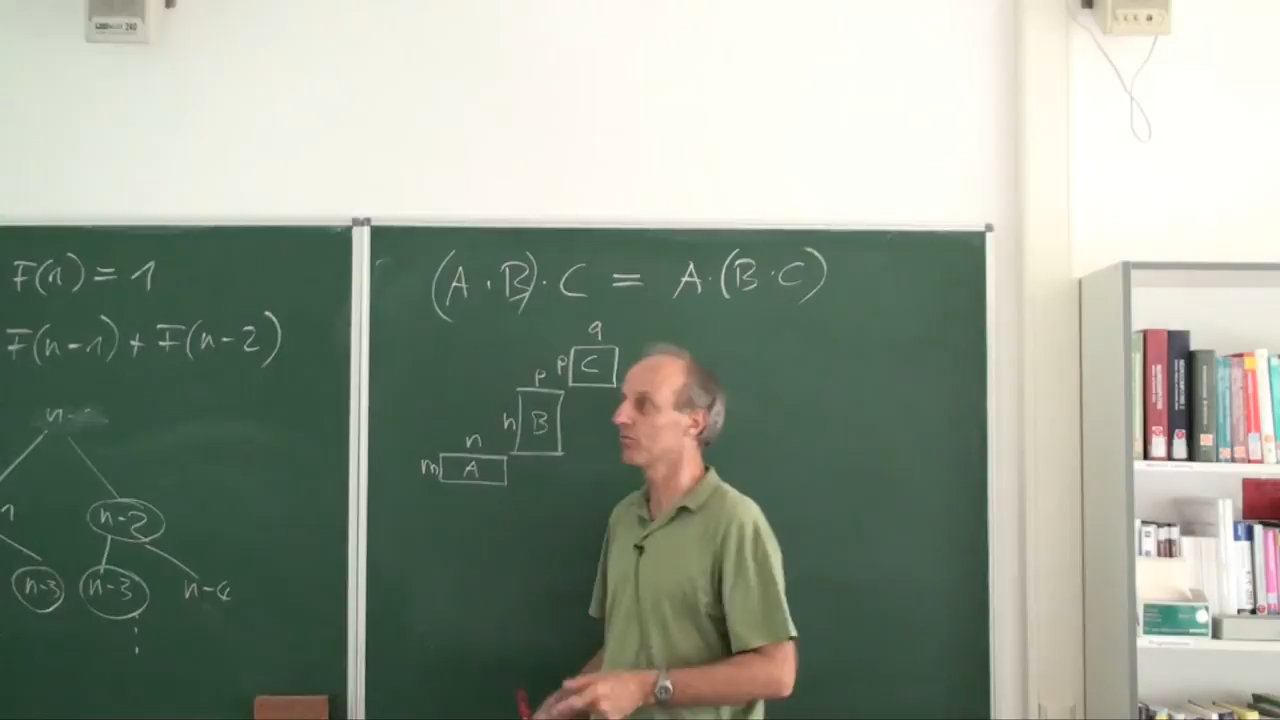 F(1) = 1
F(n-1) + F(n-2)
n-2
n-3
n-3
n-4
(A · B) · C = A · (B · C)
q
p C
p
n B
n
m A